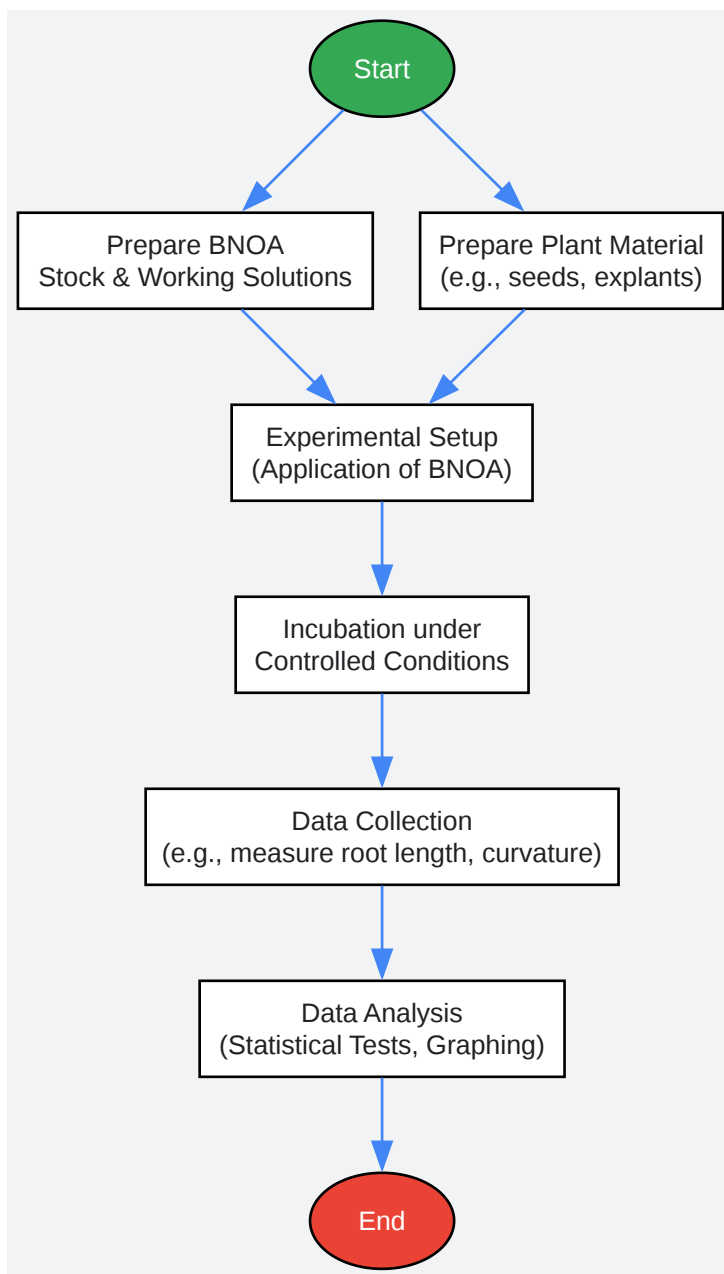 Start
Prepare BNOA
Stock & Working Solutions
Prepare Plant Material
(e.g., seeds, explants)
Experimental Setup
(Application of BNOA)
Incubation under
Controlled Conditions
Data Collection
(e.g., measure root length, curvature)
Data Analysis
(Statistical Tests, Graphing)
End